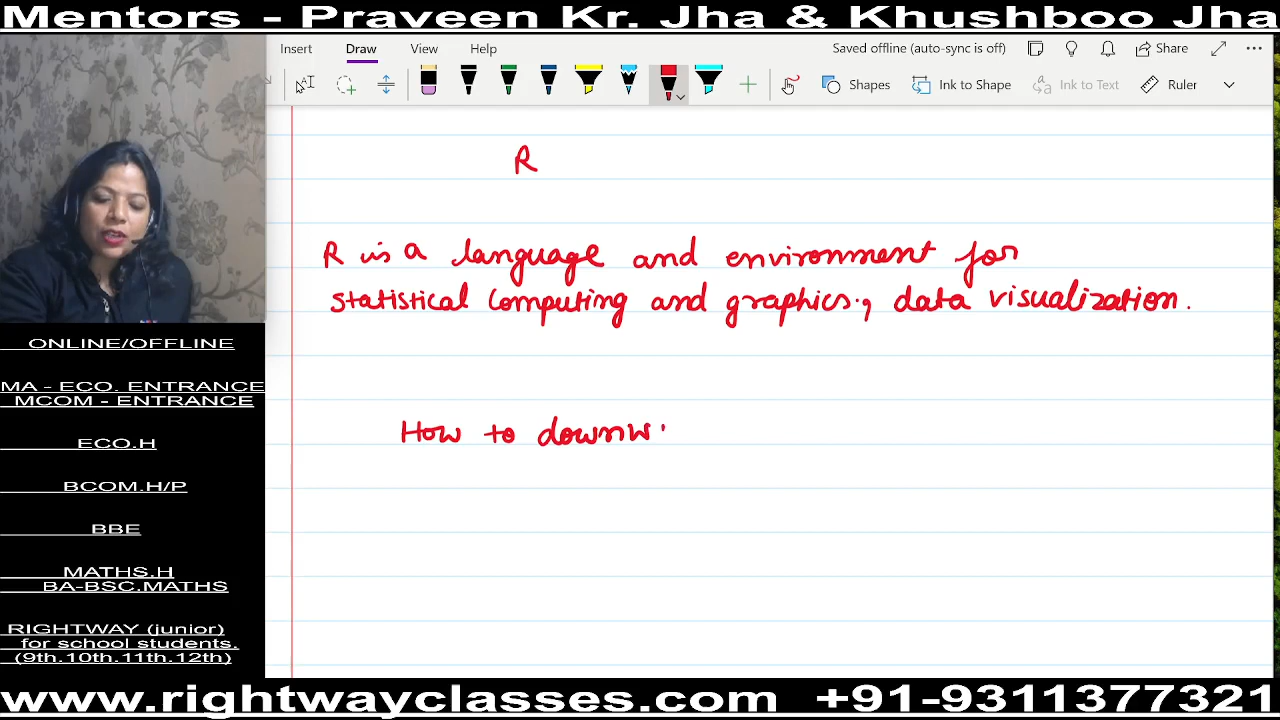 Mentors - Praveen Kr. Jha & Khushboo Jha
Insert Draw View Help Saved offline (auto-sync is off) Share
Shapes Ink to Shape Ink to Text Ruler
R
R is a language and environment for
statistical computing and graphics., data visualization.
How to
ONLINE/OFFLINE
MA - ECO. ENTRANCE
MCOM - ENTRANCE
ECO.H
BCOM.H/P
BBE
MATHS.H
BA-BSC.MATHS
RIGHTWAY (junior)
for school students.
(9th.10th.11th.12th)
www.rightwayclasses.com +91-9311377321